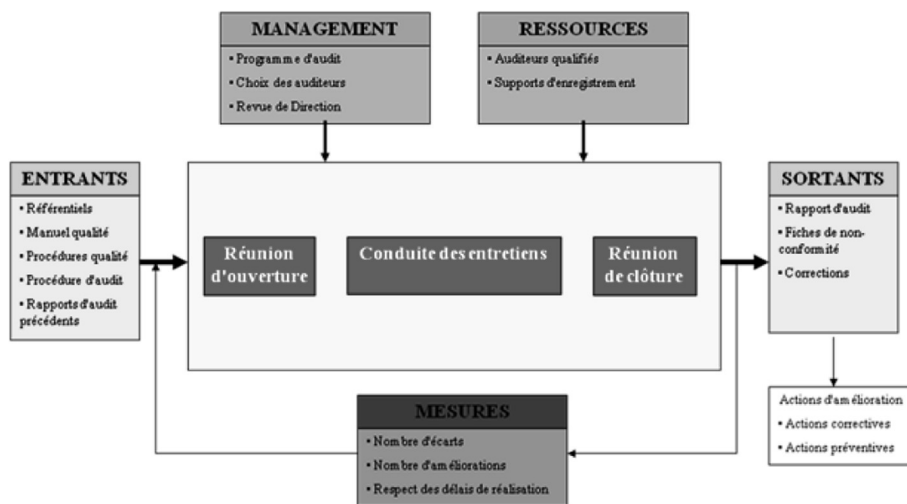 MANAGEMENT
▪ Programme d'audit
▪ Choix des auditeurs
▪ Revue de Direction
RESSOURCES
▪ Auditeurs qualifiés
▪ Supports d'enregistrement
ENTRANTS
▪ Référentiels
▪ Manuel qualité
▪ Procédures qualité
▪ Procédure d'audit
▪ Rapports d'audit
précédents
Réunion
d'ouverture
Conduite des entretiens
Réunion
de clôture
SORTANTS
▪ Rapport d'audit
▪ Fiches de non-
conformité
▪ Corrections
Actions d'amélioration
▪ Actions correctives
▪ Actions préventives
MESURES
▪ Nombre d'écarts
▪ Nombre d'améliorations
▪ Respect des délais de réalisation